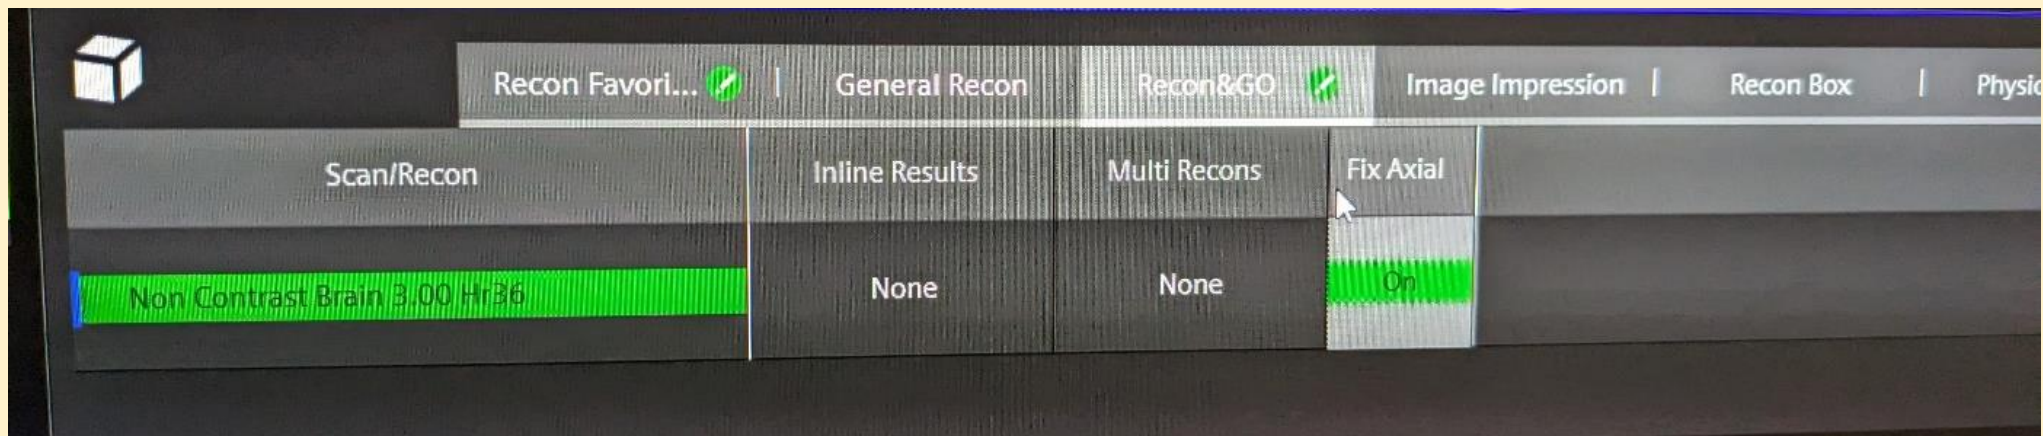 Recon Favori... | General Recon Recon&GO Image Impression | Recon Box | Physic
Scan/Recon Inline Results Multi Recons Fix Axial
Non Contrast Brain 3.00 Hr36 None None On